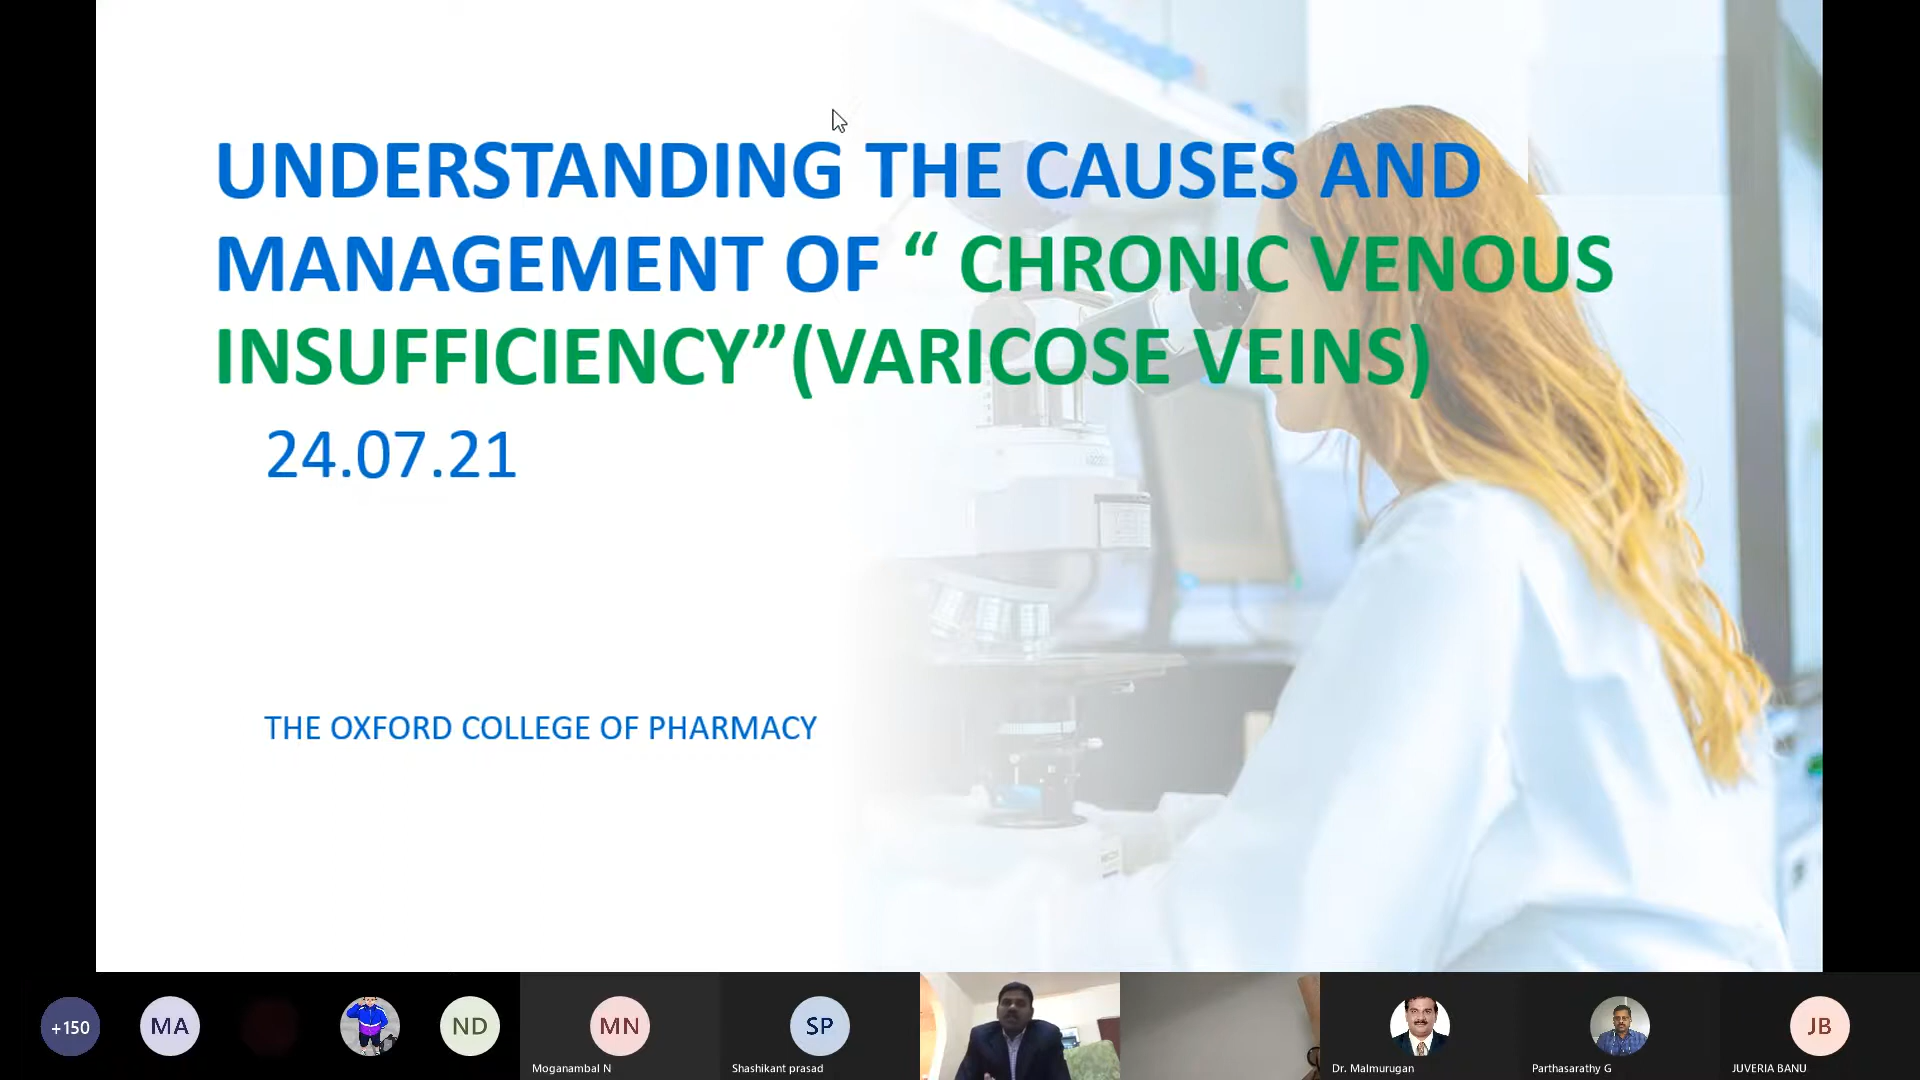 UNDERSTANDING THE CAUSES AND
MANAGEMENT OF “ CHRONIC VENOUS
INSUFFICIENCY”(VARICOSE VEINS)
24.07.21
THE OXFORD COLLEGE OF PHARMACY
+150
MA
ND
MN
SP
JB
Moganambal N
Shashikant prasad
Dr. Malmurugan
Parthasarathy G
JUVERIA BANU